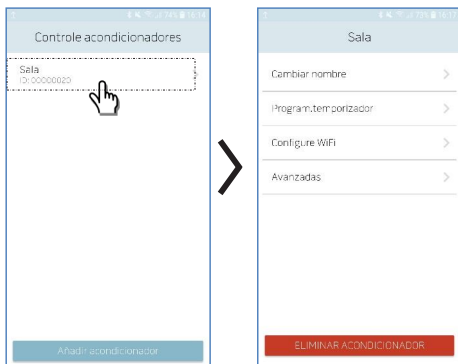 Controle acondicionadores
Sala
ID:00000020
Añadir acondicionador
Sala
Cambiar nombre
Program.temporizador
Configure WiFi
Avanzadas
ELIMINAR ACONDICIONADOR